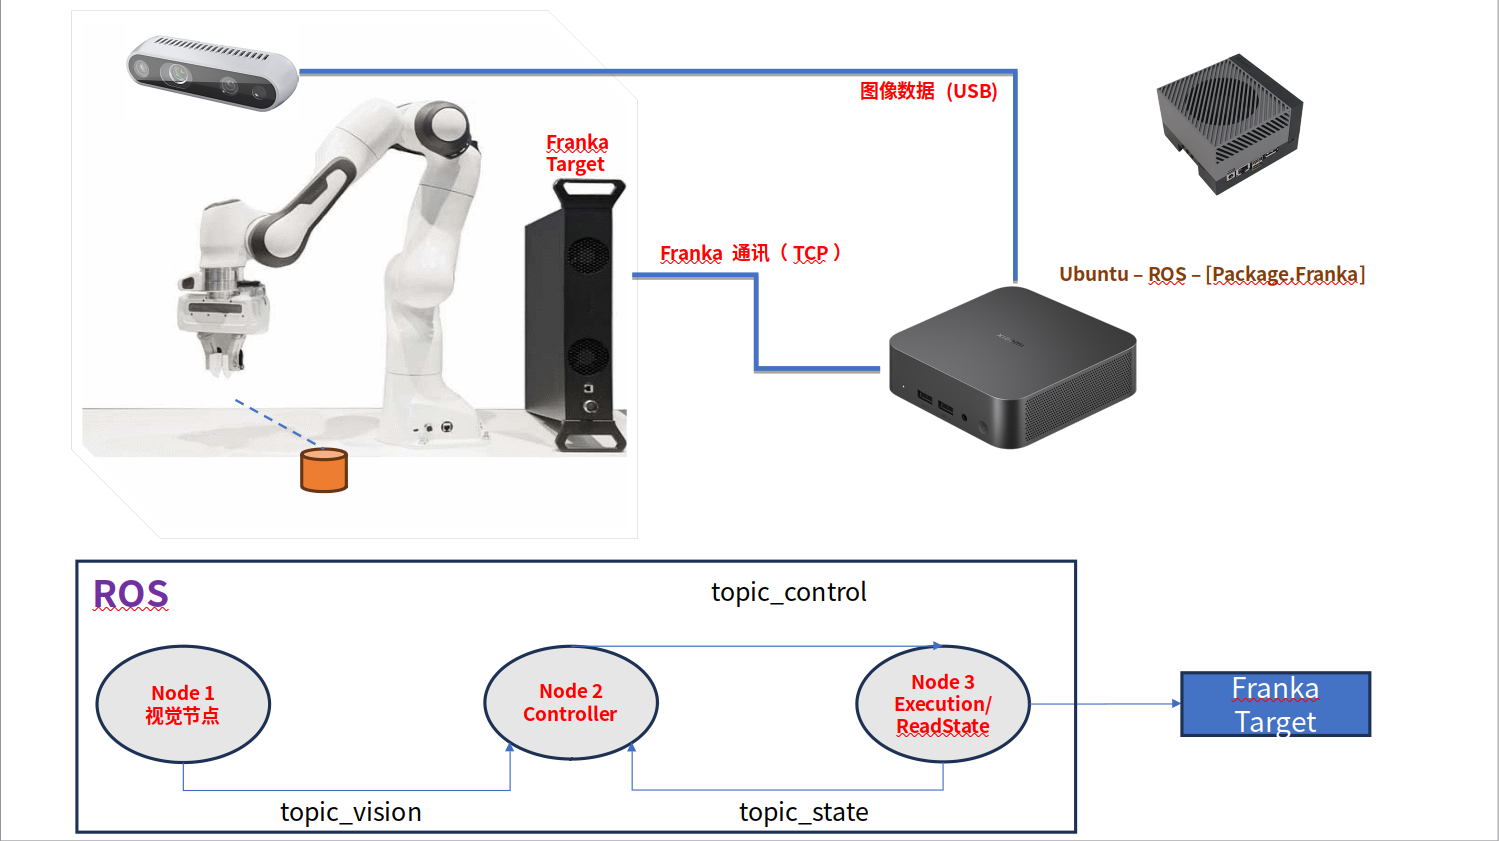 图像数据 (USB)
Franka
Target
Franka 通讯（ TCP ）
Ubuntu – ROS – [Package.Franka]
ROS
topic_control
Node 1
视觉节点
Node 2
Controller
Node 3
Execution/
ReadState
Franka
Target
topic_vision
topic_state